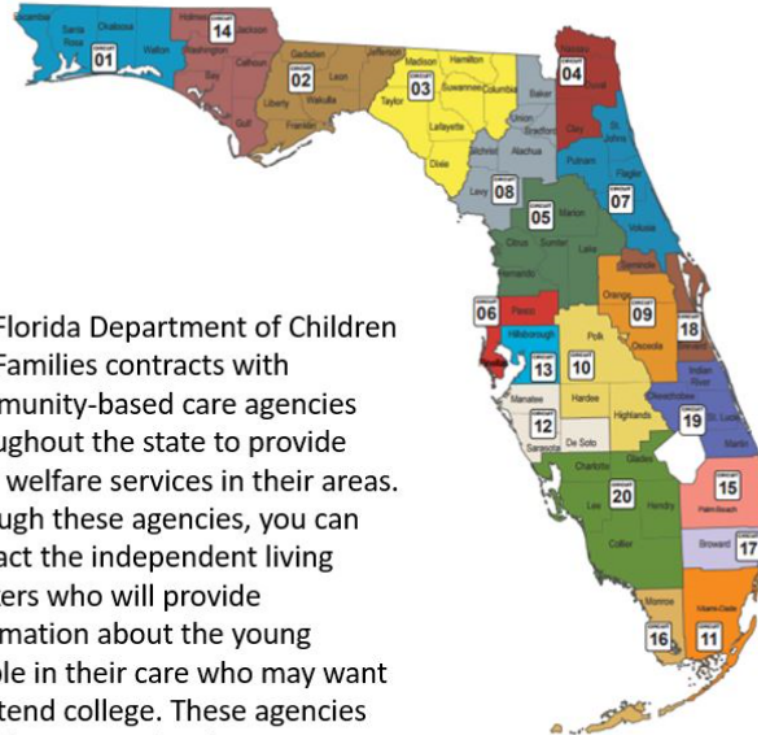 Holmes
Jackson
Okaloosa
Santa
Rosa
Walton
Washington
14
01
Calhoun
Bay
Gulf
Gadsden
Jefferson
Leon
02
Liberty
Wakulla
Franklin
Madison
Hamilton
03
Suwannee
Columbia
Taylor
Lafayette
Dixie
Baker
Union
Bradford
Gilchrist
Alachua
Levy
08
Nassau
04
Duval
Clay
St.
Johns
Putnam
Flagler
07
Volusia
05
Marion
Citrus
Sumter
Lake
Hernando
Seminole
Orange
09
Osceola
18
Brevard
06
Pasco
Hillsborough
13
10
Polk
Manatee
Hardee
Highlands
12
De Soto
Sarasota
Indian
River
Okeechobee
19
St. Lucie
Martin
Charlotte
Glades
20
Lee
Hendry
Collier
15
Palm Beach
Broward
17
Monroe
16
Miami-Dade
11
Florida Department of Children
Families contracts with
munity-based care agencies
ughout the state to provide
welfare services in their areas.
ugh these agencies, you can
act the independent living
kers who will provide
rmation about the young
ple in their care who may want
tend college. These agencies